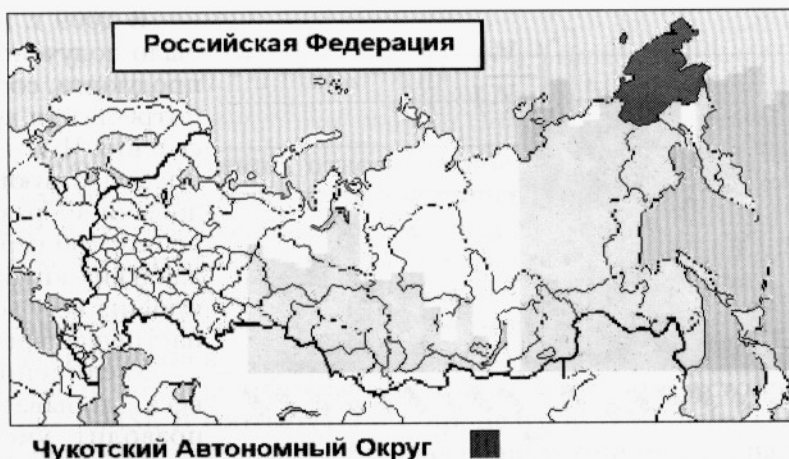 Российская Федерация
Чукотский Автономный Округ